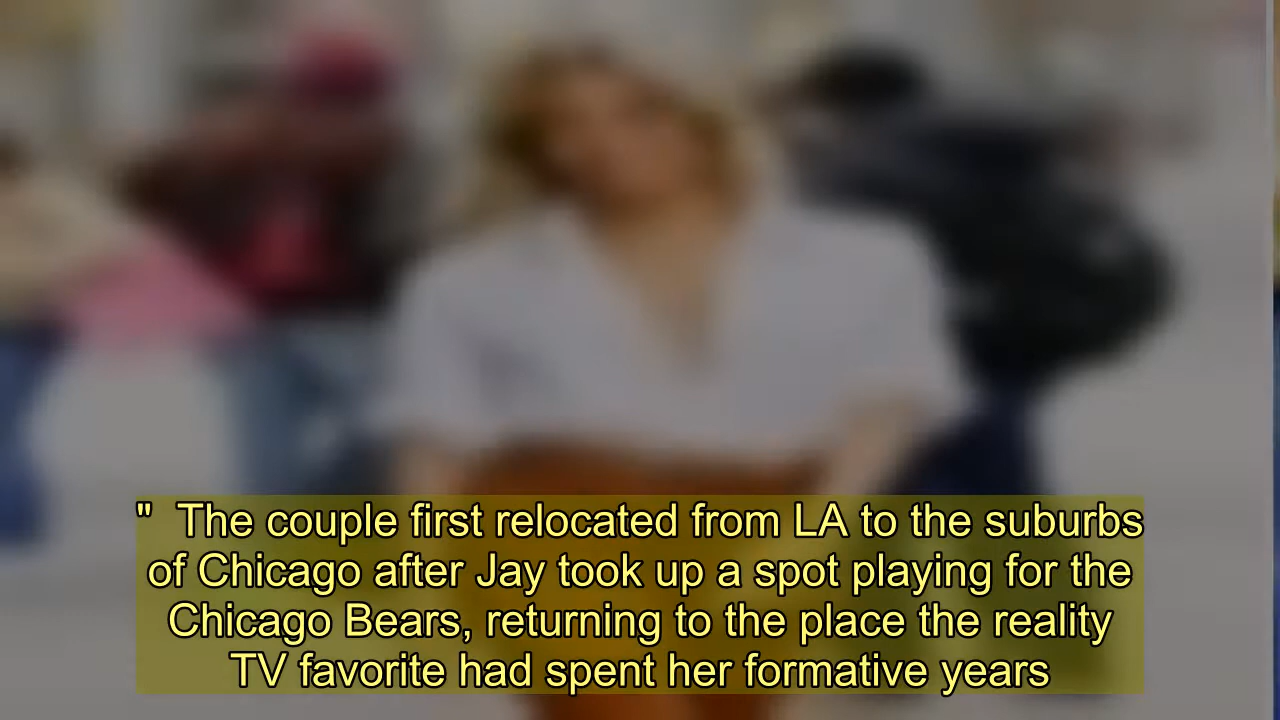 "  The couple first relocated from LA to the suburbs
of Chicago after Jay took up a spot playing for the
Chicago Bears, returning to the place the reality
TV favorite had spent her formative years